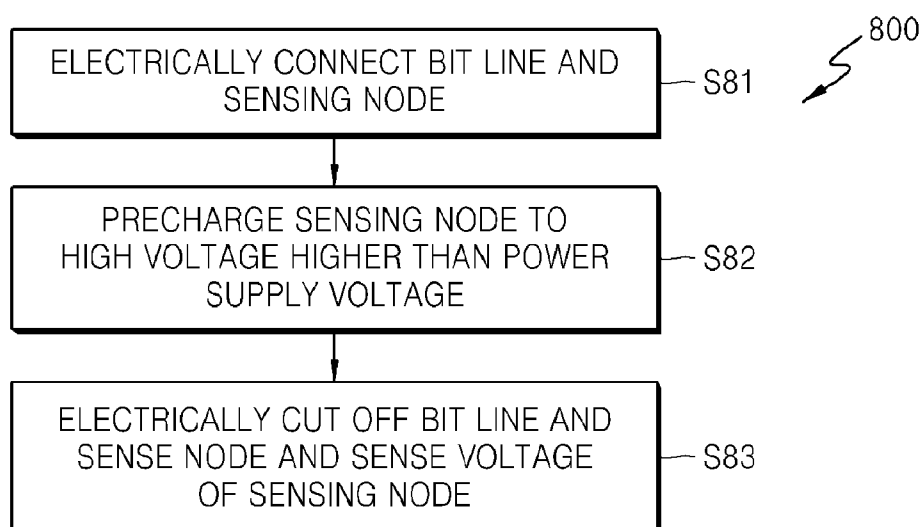 800
ELECTRICALLY CONNECT BIT LINE AND
SENSING NODE
S81
PRECHARGE SENSING NODE TO
HIGH VOLTAGE HIGHER THAN POWER
SUPPLY VOLTAGE
S82
ELECTRICALLY CUT OFF BIT LINE AND
SENSE NODE AND SENSE VOLTAGE
OF SENSING NODE
S83